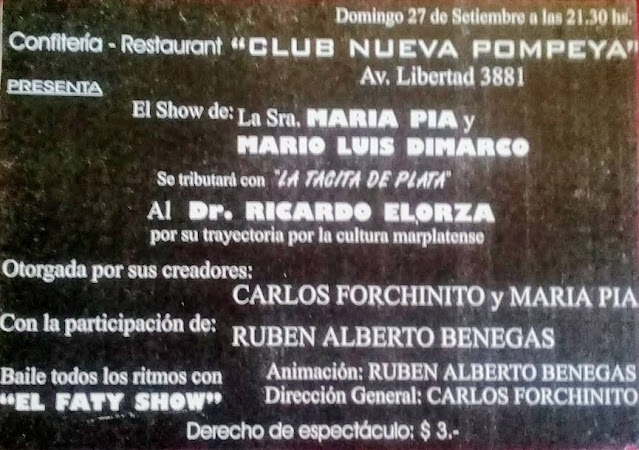 Domingo 27 de Setiembre a las 21.30 hs.
Confitería - Restaurant "CLUB NUEVA POMPEYA"
Av. Libertad 3881
PRESENTA
El Show de: La Sra. MARIA PIA y
MARIO LUIS DIMARCO
Se tributará con "LA TACITA DE PLATA"
Al Dr. RICARDO ELORZA
por su trayectoria por la cultura marplatense
Otorgada por sus creadores:
CARLOS FORCHINITO y MARIA PIA
Con la participación de:
RUBEN ALBERTO BENEGAS
Baile todos los ritmos con
"EL FATY SHOW"
Animación: RUBEN ALBERTO BENEGAS
Dirección General: CARLOS FORCHINITO
Derecho de espectáculo: $ 3.-